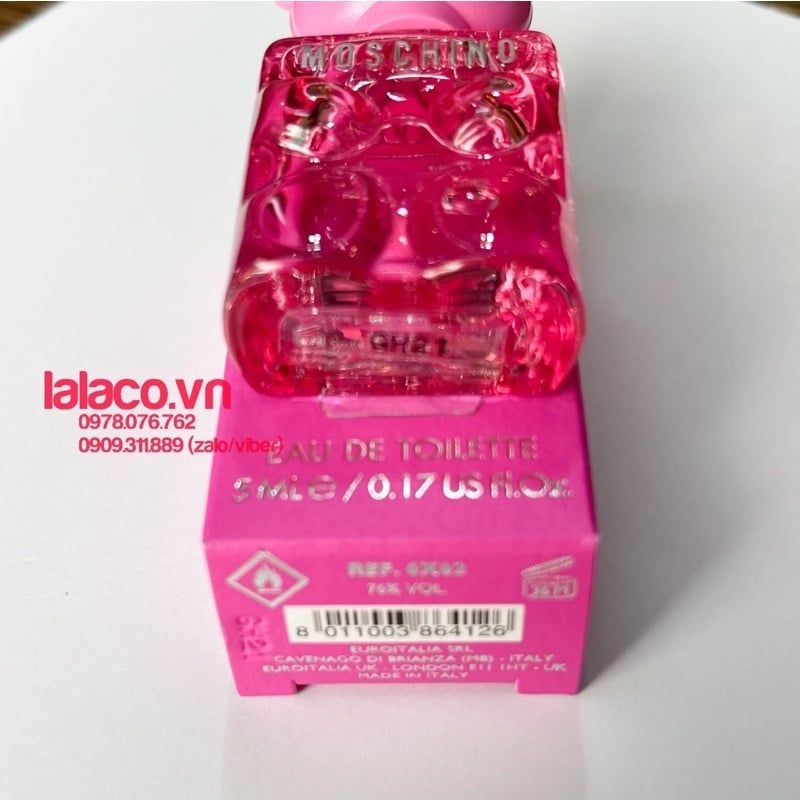 MOSCHINO
GH21
lalaco.vn
0978.076.762
0909.311.889 (zalo/viber)
EAU DE TOILETTE
5 ML ℮ / 0.17 US fl.Oz.
REF. 6X62
76% VOL.
36M
8 011003 864126
EUROITALIA SRL
CAVENAGO DI BRIANZA (MB) - ITALY
EUROITALIA UK - LONDON E11 1HT - UK
MADE IN ITALY